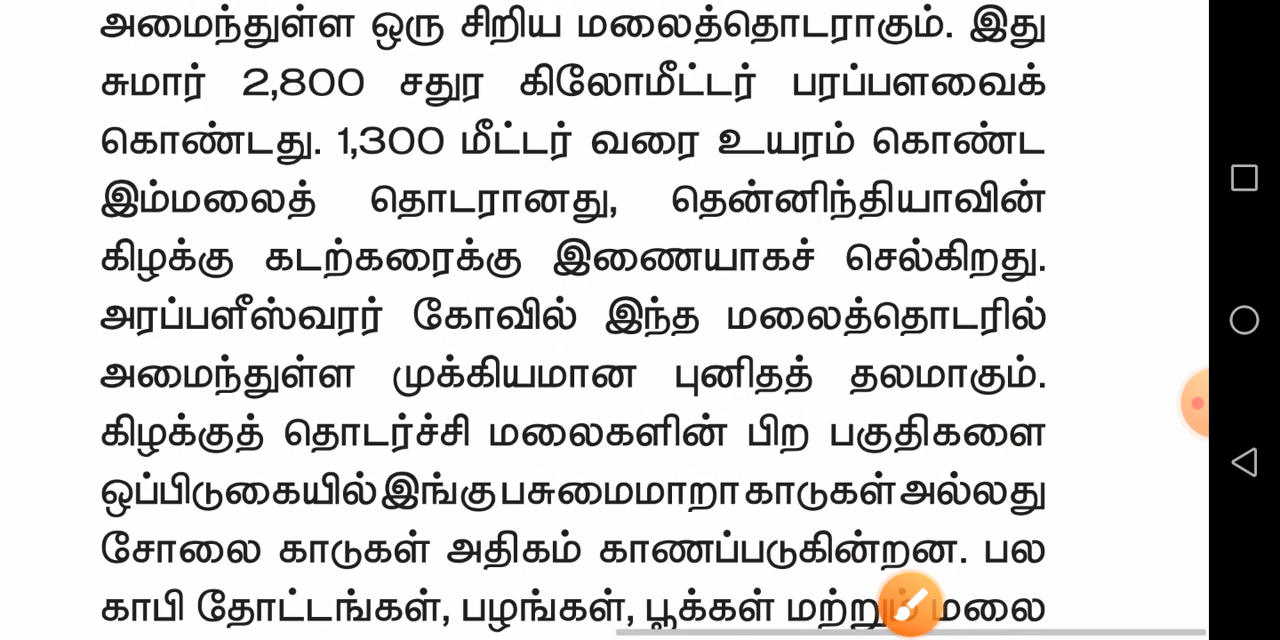 அமைந்துள்ள ஒரு சிறிய மலைத்தொடராகும். இது
சுமார் 2,800 சதுர கிலோமீட்டர் பரப்பளவைக்
கொண்டது. 1,300 மீட்டர் வரை உயரம் கொண்ட
இம்மலைத் தொடரானது, தென்னிந்தியாவின்
கிழக்கு கடற்கரைக்கு இணையாகச் செல்கிறது.
அரப்பளீஸ்வரர் கோவில் இந்த மலைத்தொடரில்
அமைந்துள்ள முக்கியமான புனிதத் தலமாகும்.
கிழக்குத் தொடர்ச்சி மலைகளின் பிற பகுதிகளை
ஒப்பிடுகையில் இங்கு பசுமைமாறா காடுகள் அல்லது
சோலை காடுகள் அதிகம் காணப்படுகின்றன. பல
காபி தோட்டங்கள், பழங்கள், பூக்கள் மற்றும் மலை